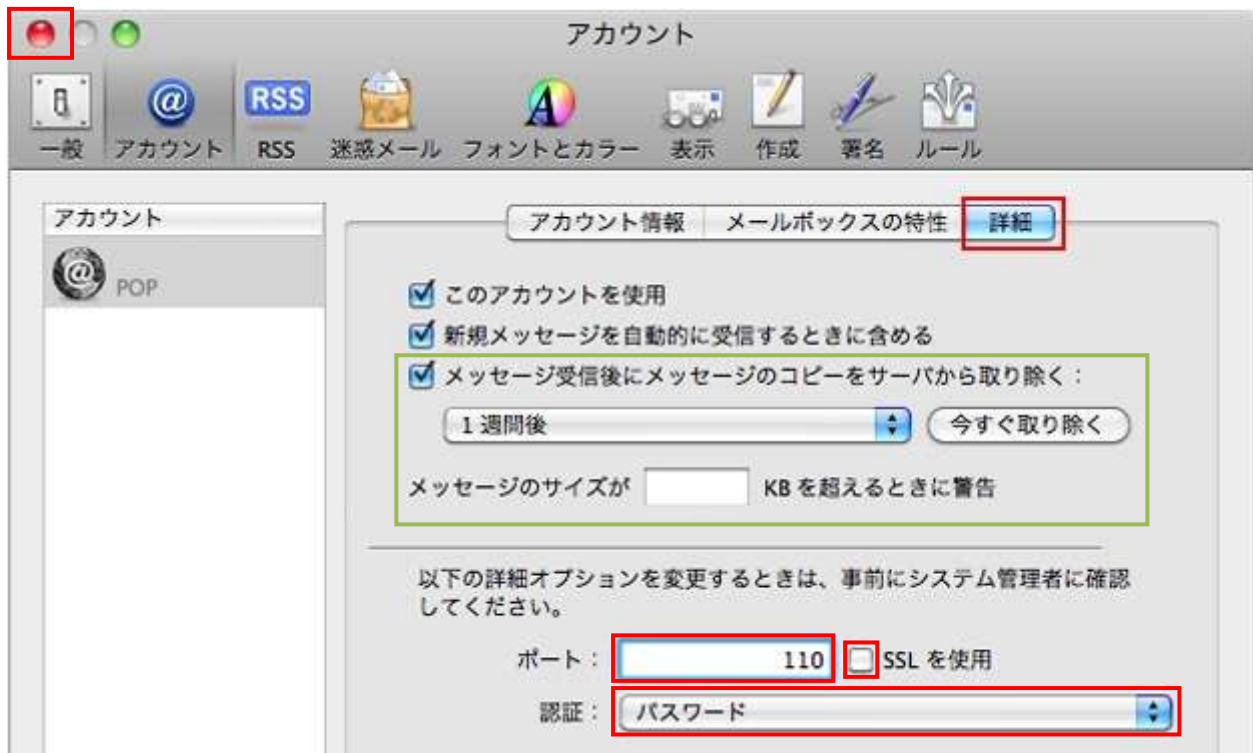 アカウント
RSS
一般 アカウント RSS 迷惑メール フォントとカラー 表示 作成 署名 ルール
アカウント
POP
アカウント情報 メールボックスの特性 詳細
このアカウントを使用
新規メッセージを自動的に受信するときに含める
メッセージ受信後にメッセージのコピーをサーバから取り除く：
1 週間後 今すぐ取り除く
メッセージのサイズが KB を超えるときに警告
以下の詳細オプションを変更するときは、事前にシステム管理者に確認
してください。
ポート： 110 SSL を使用
認証： パスワード